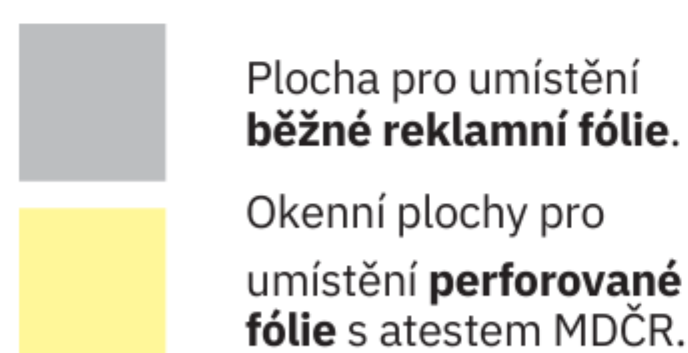 Plocha pro umístění
běžné reklamní fólie.
Okenní plochy pro
umístění perforované
fólie s atestem MDČR.